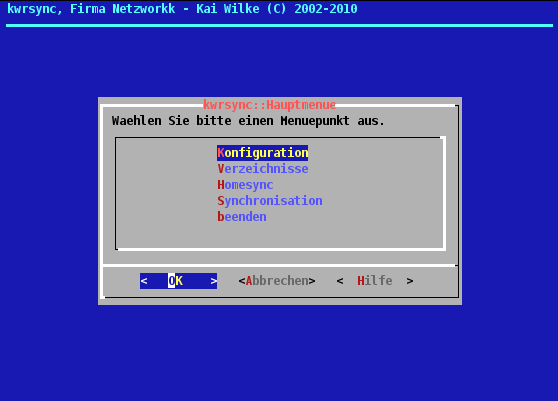 kwrsync, Firma Netzworkk - Kai Wilke (C) 2002-2010
kwrsync::Hauptmenue
Waehlen Sie bitte einen Menuepunkt aus.
Konfiguration
Verzeichnisse
Homesync
Synchronisation
beenden
< OK > <Abbrechen> < Hilfe >